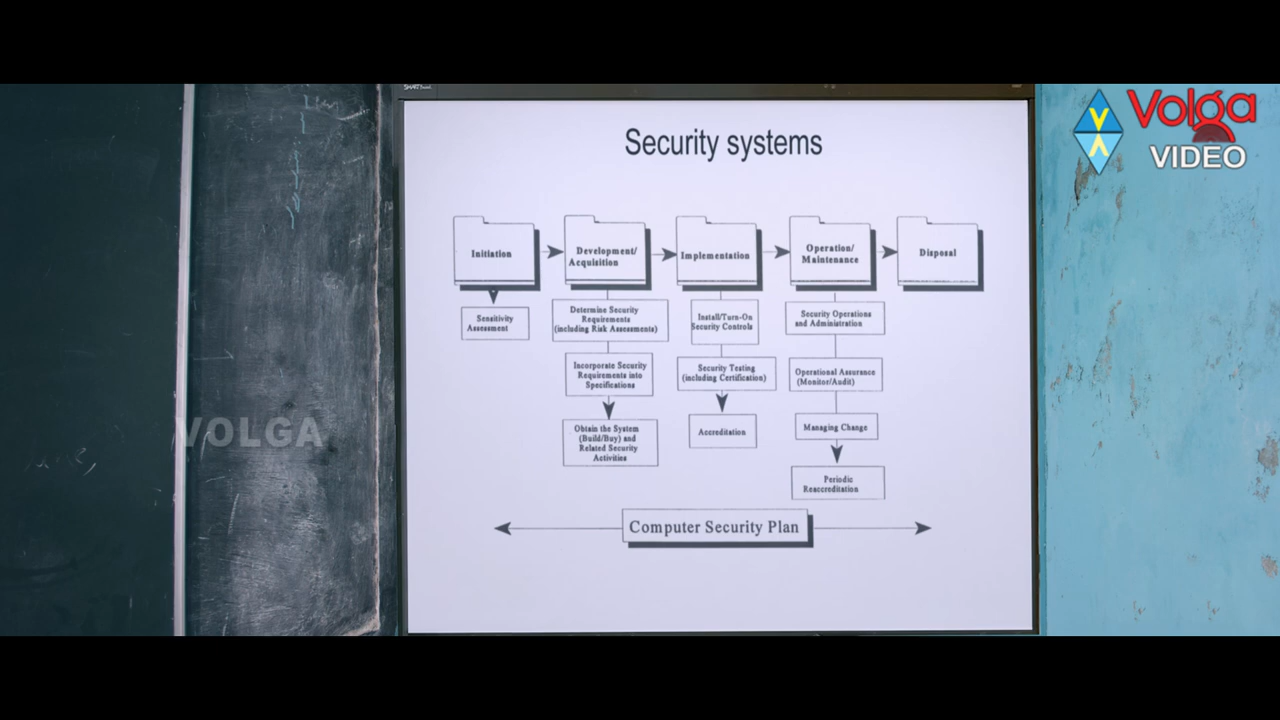 SMART Board
Volga
VIDEO
Security systems
Initiation
Development/
Acquisition
Implementation
Operation/
Maintenance
Disposal
Sensitivity
Assessment
Determine Security
Requirements
(including Risk Assessments)
Incorporate Security
Requirements into
Specifications
Obtain the System
(Build/Buy) and
Related Security
Activities
Install/Turn-On
Security Controls
Security Testing
(including Certification)
Accreditation
Security Operations
and Administration
Operational Assurance
(Monitor/Audit)
Managing Change
Periodic
Reaccreditation
Computer Security Plan
VOLGA